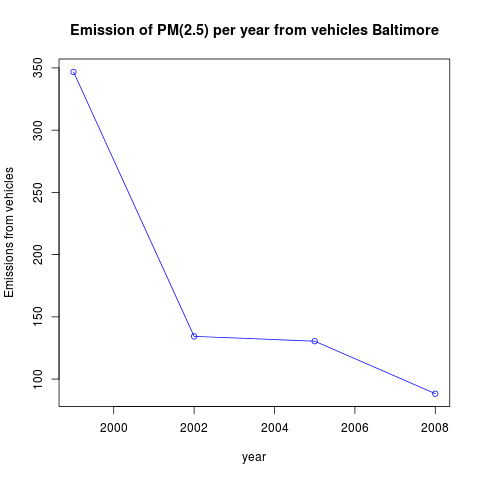 Emission of PM(2.5) per year from vehicles Baltimore
Emissions from vehicles
350
300
250
200
150
100
2000 2002 2004 2006 2008
year